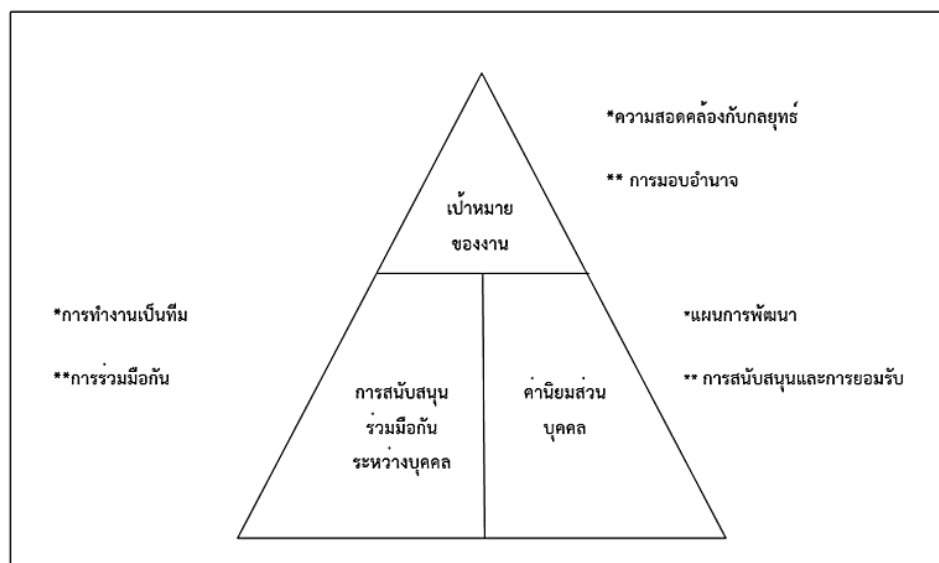 *ความสอดคล้องกับกลยุทธ์
** การมอบอำนาจ
เป้าหมาย
ของงาน
*การทำงานเป็นทีม
**การร่วมมือกัน
*แผนการพัฒนา
** การสนับสนุนและการยอมรับ
การสนับสนุน
ร่วมมือกัน
ระหว่างบุคคล
ค่านิยมส่วน
บุคคล